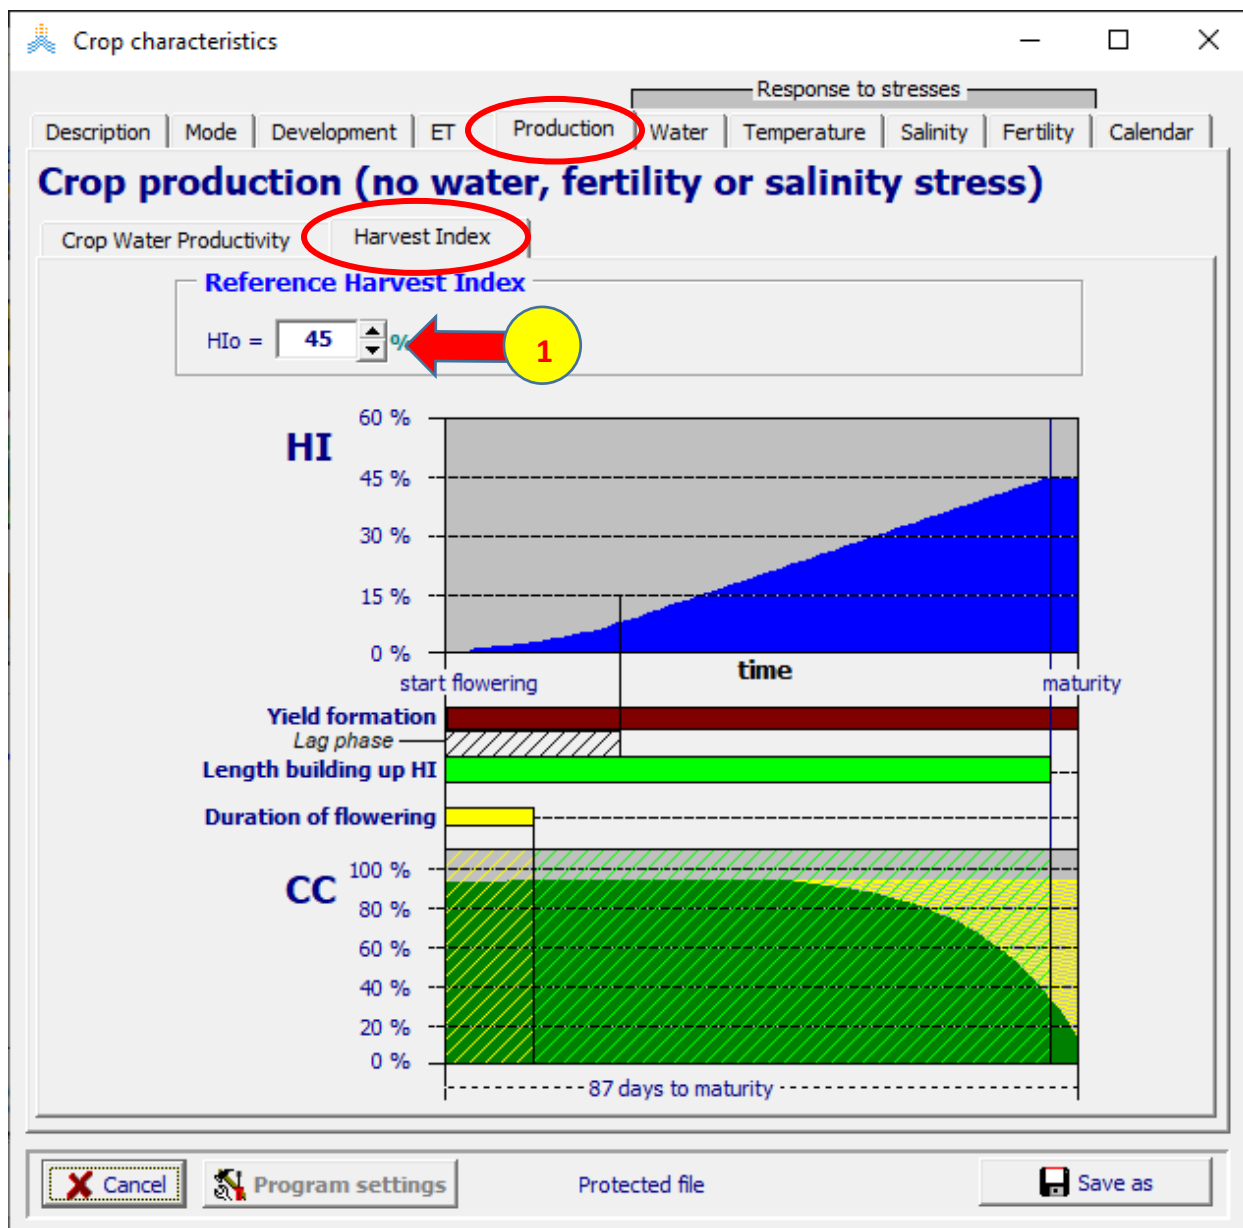 Crop characteristics
Response to stresses
Description Mode Development ET Production Water Temperature Salinity Fertility Calendar
Crop production (no water, fertility or salinity stress)
Crop Water Productivity Harvest Index
Reference Harvest Index
HIo = 45 %
1
HI
60 %
45 %
30 %
15 %
0 %
time
start flowering maturity
Yield formation
Lag phase
Length building up HI
Duration of flowering
CC
100 %
80 %
60 %
40 %
20 %
0 %
87 days to maturity
Cancel Program settings Protected file Save as